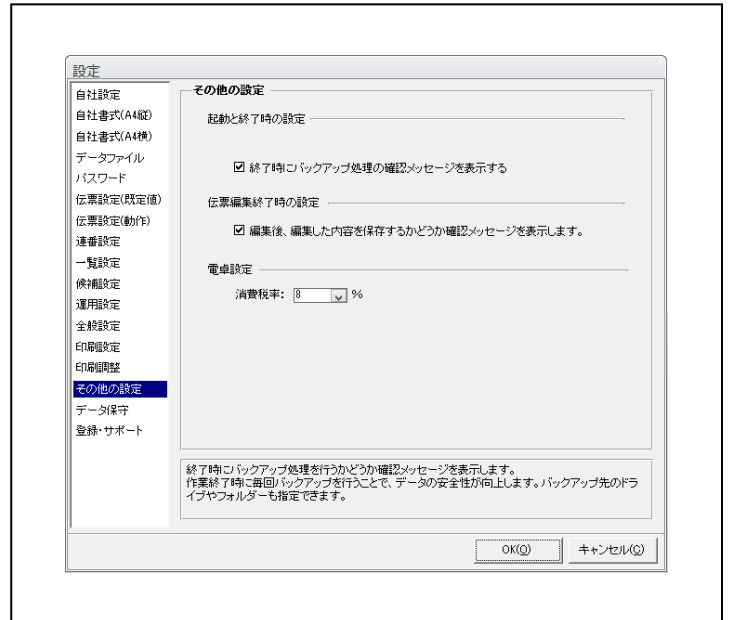 設定
自社設定
自社書式(A4縦)
自社書式(A4横)
データファイル
パスワード
伝票設定(既定値)
伝票設定(動作)
連番設定
一覧設定
候補設定
運用設定
全般設定
印刷設定
印刷調整
その他の設定
データ保守
登録・サポート
その他の設定
起動と終了時の設定
終了時にバックアップ処理の確認メッセージを表示する
伝票編集終了時の設定
編集後、編集した内容を保存するかどうか確認メッセージを表示します。
電卓設定
消費税率: 8 %
終了時にバックアップ処理を行うかどうか確認メッセージを表示します。
作業終了時に毎回バックアップを行うことで、データの安全性が向上します。バックアップ先のドラ
イブやフォルダーも指定できます。
OK(O) キャンセル(C)